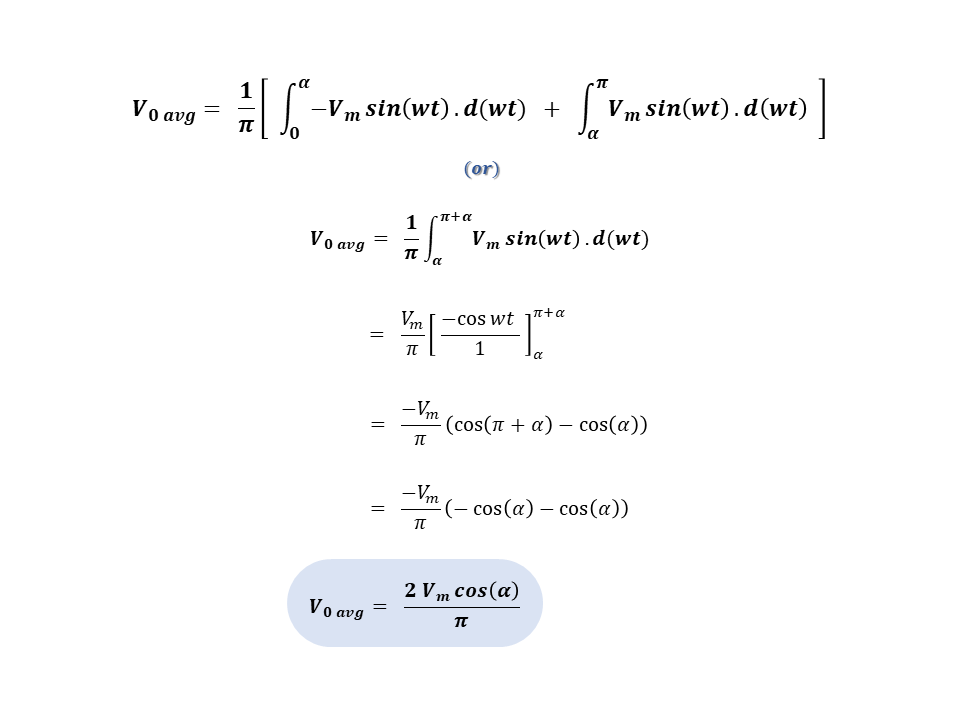 V₀ avg = 1/π [ ∫₀^α −Vₘ sin(wt) . d(wt) + ∫_α^π Vₘ sin(wt) . d(wt) ]
(or)
V₀ avg = 1/π ∫_α^(π+α) Vₘ sin(wt) . d(wt)
= Vₘ/π [ −cos wt / 1 ]_α^(π+α)
= −Vₘ/π (cos(π + α) − cos(α))
= −Vₘ/π (− cos(α) − cos(α))
V₀ avg = 2 Vₘ cos(α) / π